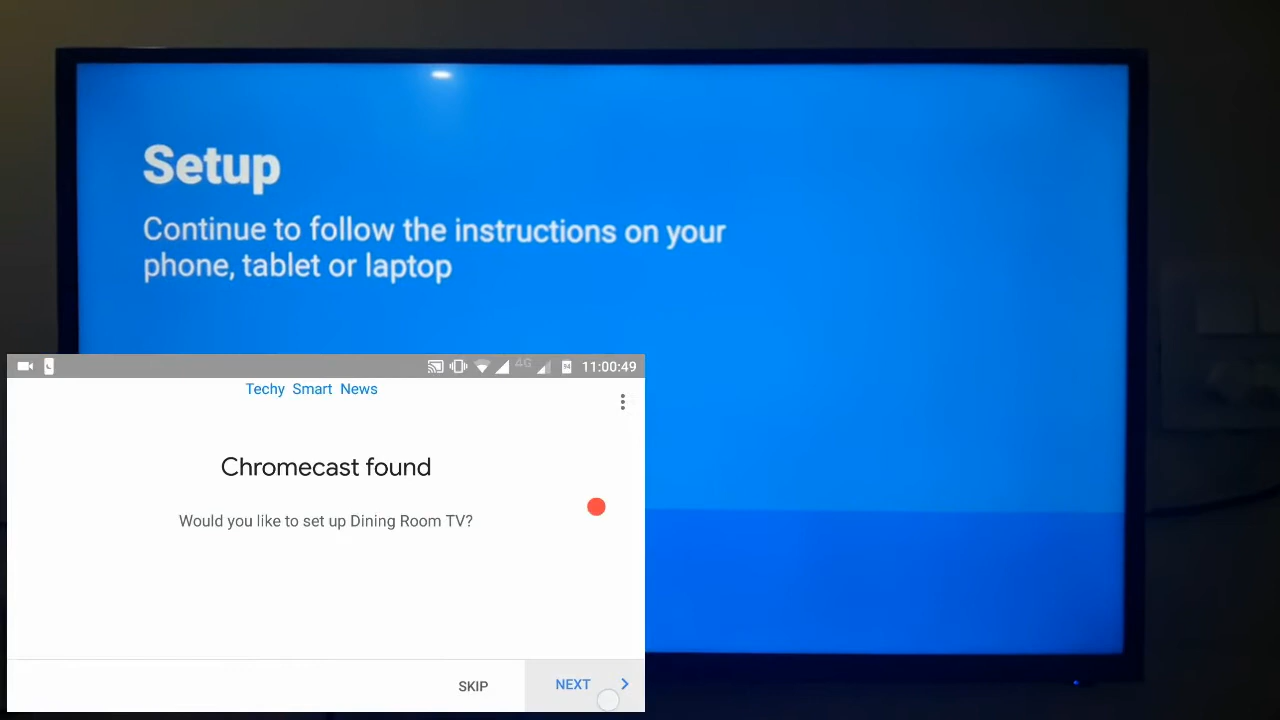 Setup
Continue to follow the instructions on your
phone, tablet or laptop
4G
11:00:49
Techy Smart News
Chromecast found
Would you like to set up Dining Room TV?
SKIP
NEXT